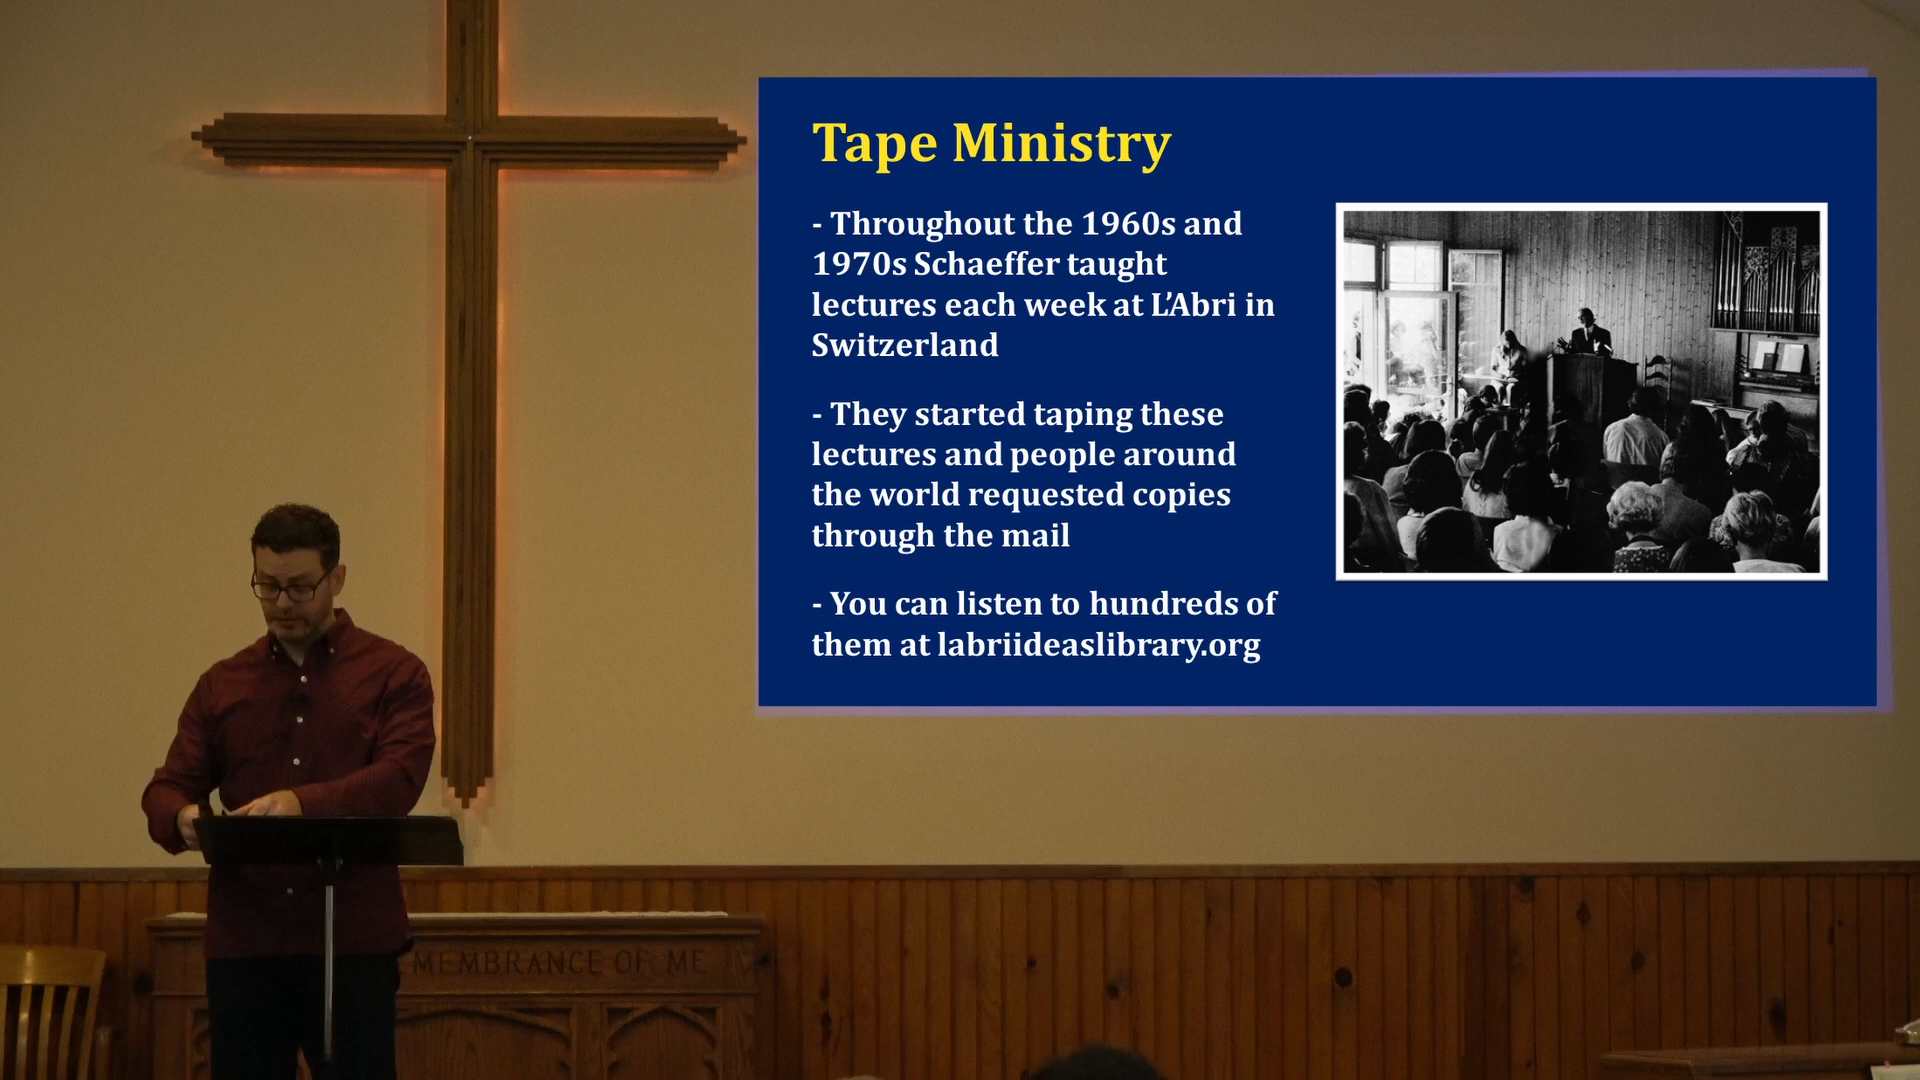 Tape Ministry
- Throughout the 1960s and
1970s Schaeffer taught
lectures each week at L’Abri in
Switzerland
- They started taping these
lectures and people around
the world requested copies
through the mail
- You can listen to hundreds of
them at labriideaslibrary.org
OF ME